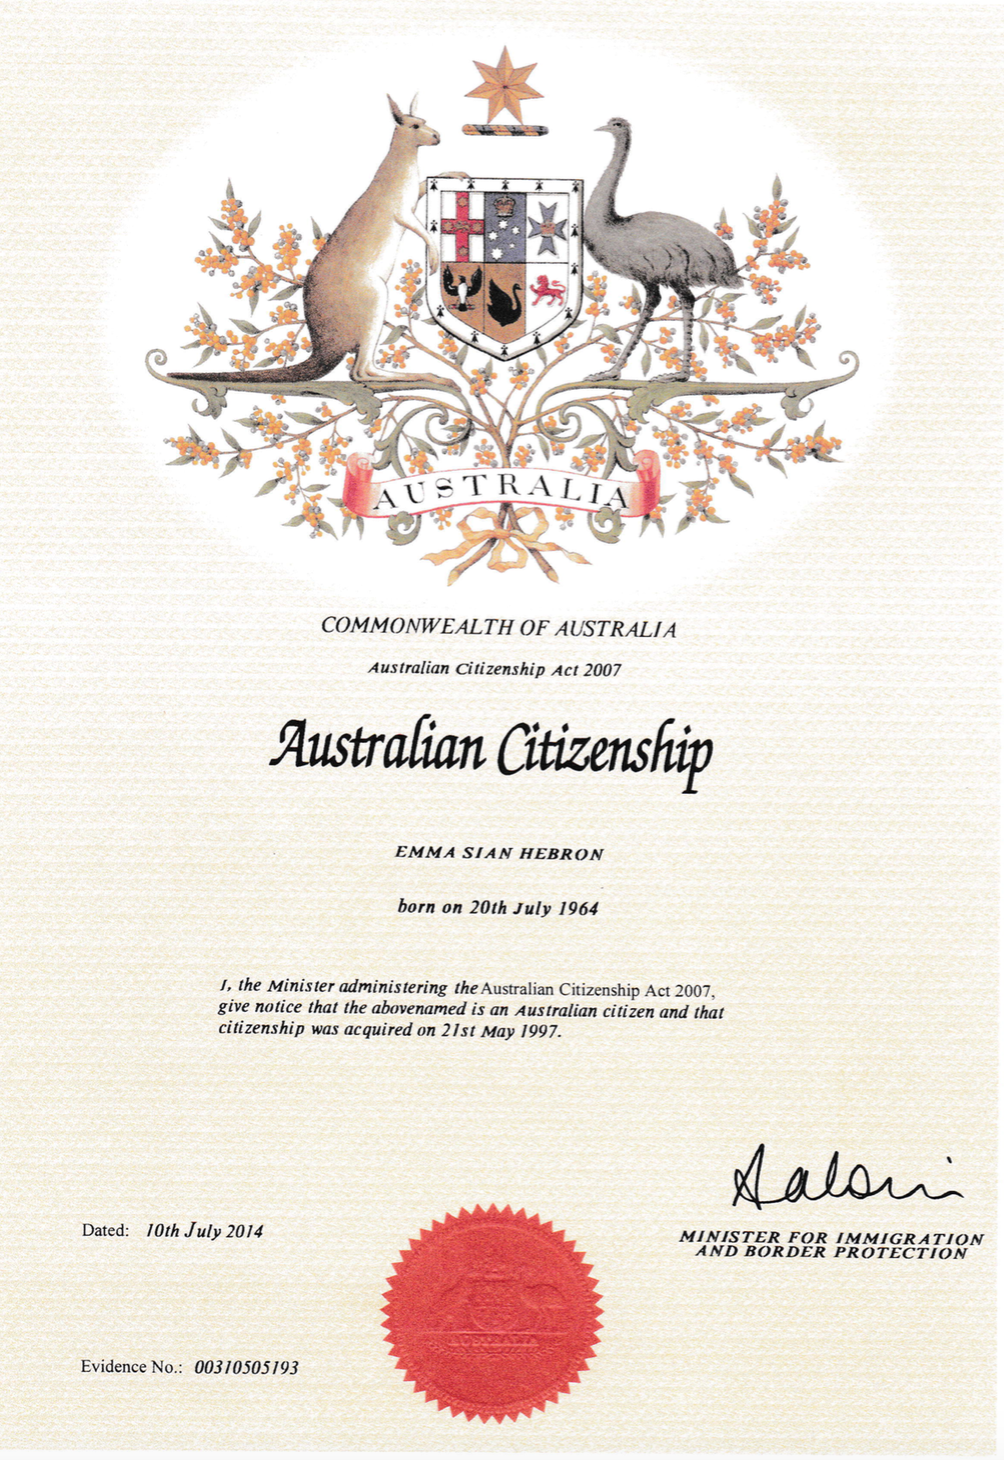 AUSTRALIA
COMMONWEALTH OF AUSTRALIA
Australian Citizenship Act 2007
Australian Citizenship
EMMA SIAN HEBRON
born on 20th July 1964
I, the Minister administering the Australian Citizenship Act 2007,
give notice that the abovenamed is an Australian citizen and that
citizenship was acquired on 21st May 1997.
MINISTER FOR IMMIGRATION
AND BORDER PROTECTION
Dated: 10th July 2014
AUSTRALIA
Evidence No.: 00310505193